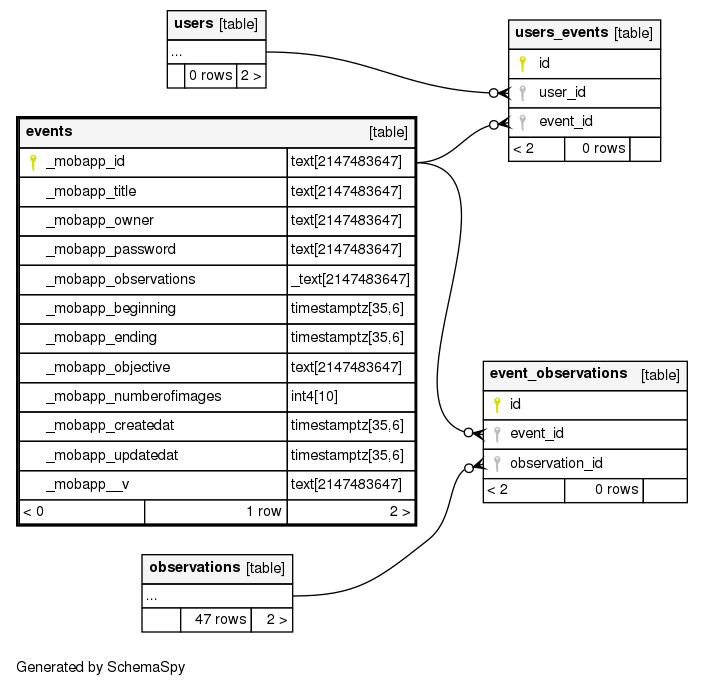 users [table]
...
0 rows 2 >
users_events [table]
id
user_id
event_id
< 2 0 rows
events [table]
_mobapp_id text[2147483647]
_mobapp_title text[2147483647]
_mobapp_owner text[2147483647]
_mobapp_password text[2147483647]
_mobapp_observations _text[2147483647]
_mobapp_beginning timestamptz[35,6]
_mobapp_ending timestamptz[35,6]
_mobapp_objective text[2147483647]
_mobapp_numberofimages int4[10]
_mobapp_createdat timestamptz[35,6]
_mobapp_updatedat timestamptz[35,6]
_mobapp__v text[2147483647]
< 0 1 row 2 >
event_observations [table]
id
event_id
observation_id
< 2 0 rows
observations [table]
...
47 rows 2 >
Generated by SchemaSpy